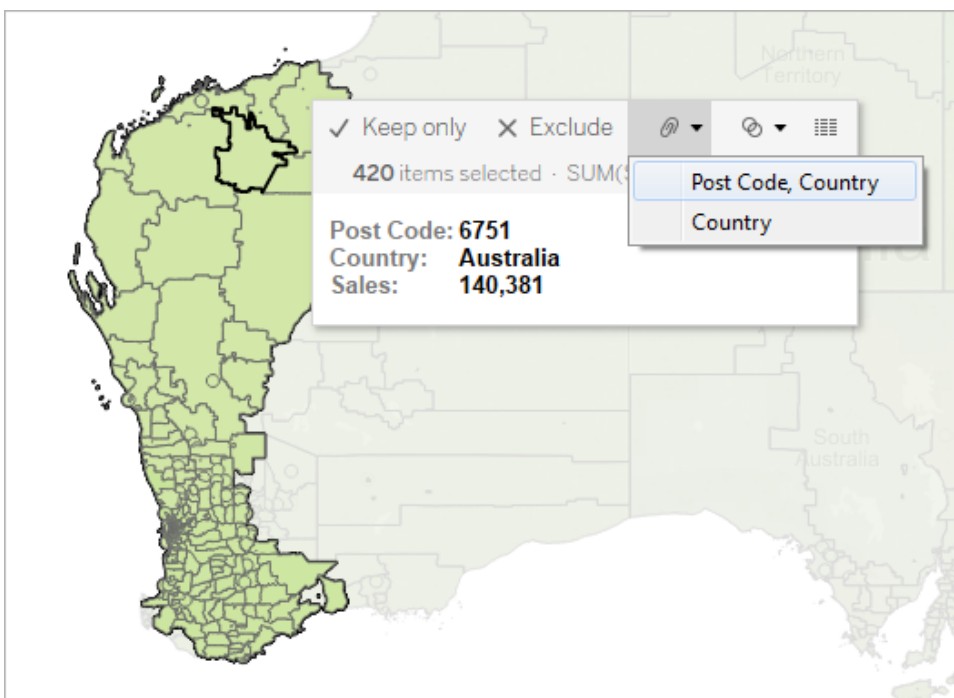 Northern
Territory
Keep only Exclude
420 items selected · SUM(
Post Code, Country
Country
Post Code: 6751
Country: Australia
Sales: 140,381
South
Australia